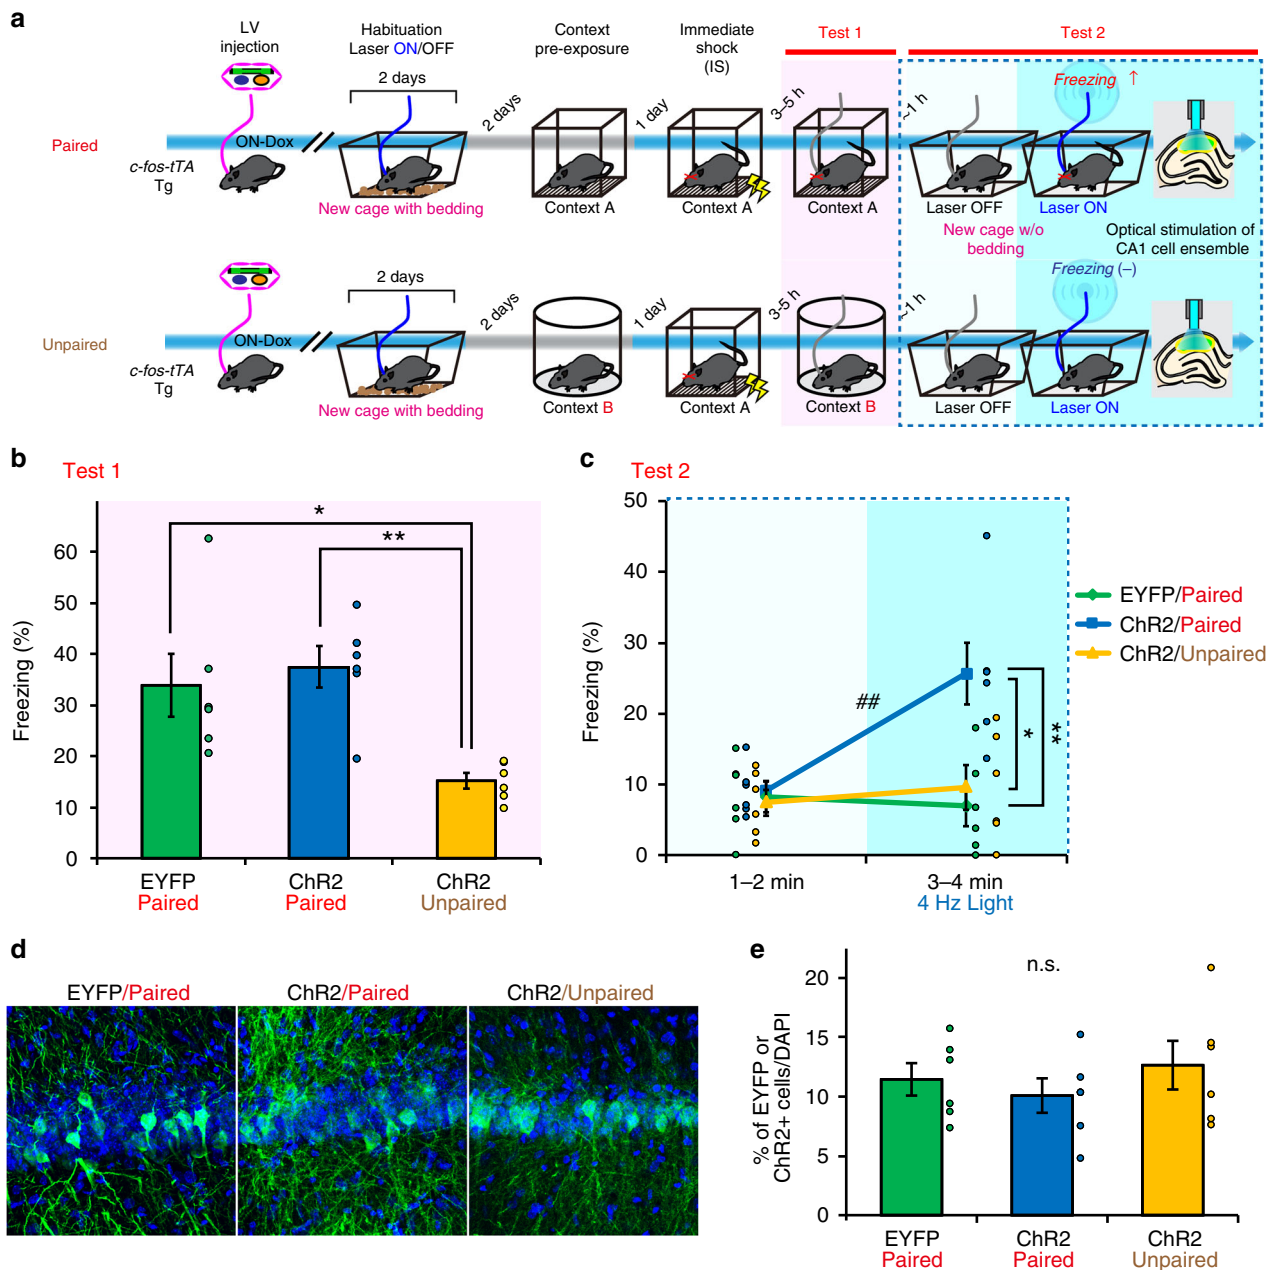 a
LV
injection
Habituation
Laser ON/OFF
Context
pre-exposure
Immediate
shock
(IS)
Test 1
Test 2
2 days
2 days
1 day
3–5 h
~1 h
Freezing ↑
Paired
ON-Dox
c-fos-tTA
Tg
New cage with bedding
Context A
Context A
Context A
Laser OFF
Laser ON
New cage w/o
bedding
Optical stimulation of
CA1 cell ensemble
2 days
2 days
1 day
3–5 h
~1 h
Freezing (–)
Unpaired
ON-Dox
c-fos-tTA
Tg
New cage with bedding
Context B
Context A
Context B
Laser OFF
Laser ON
b
Test 1
*
**
Freezing (%)
60
50
40
30
20
10
0
EYFP
Paired
ChR2
Paired
ChR2
Unpaired
c
Test 2
Freezing (%)
50
40
30
20
10
0
##
*
**
1–2 min
3–4 min
4 Hz Light
EYFP/Paired
ChR2/Paired
ChR2/Unpaired
d
EYFP/Paired
ChR2/Paired
ChR2/Unpaired
e
n.s.
% of EYFP or
ChR2+ cells/DAPI
20
15
10
5
0
EYFP
Paired
ChR2
Paired
ChR2
Unpaired